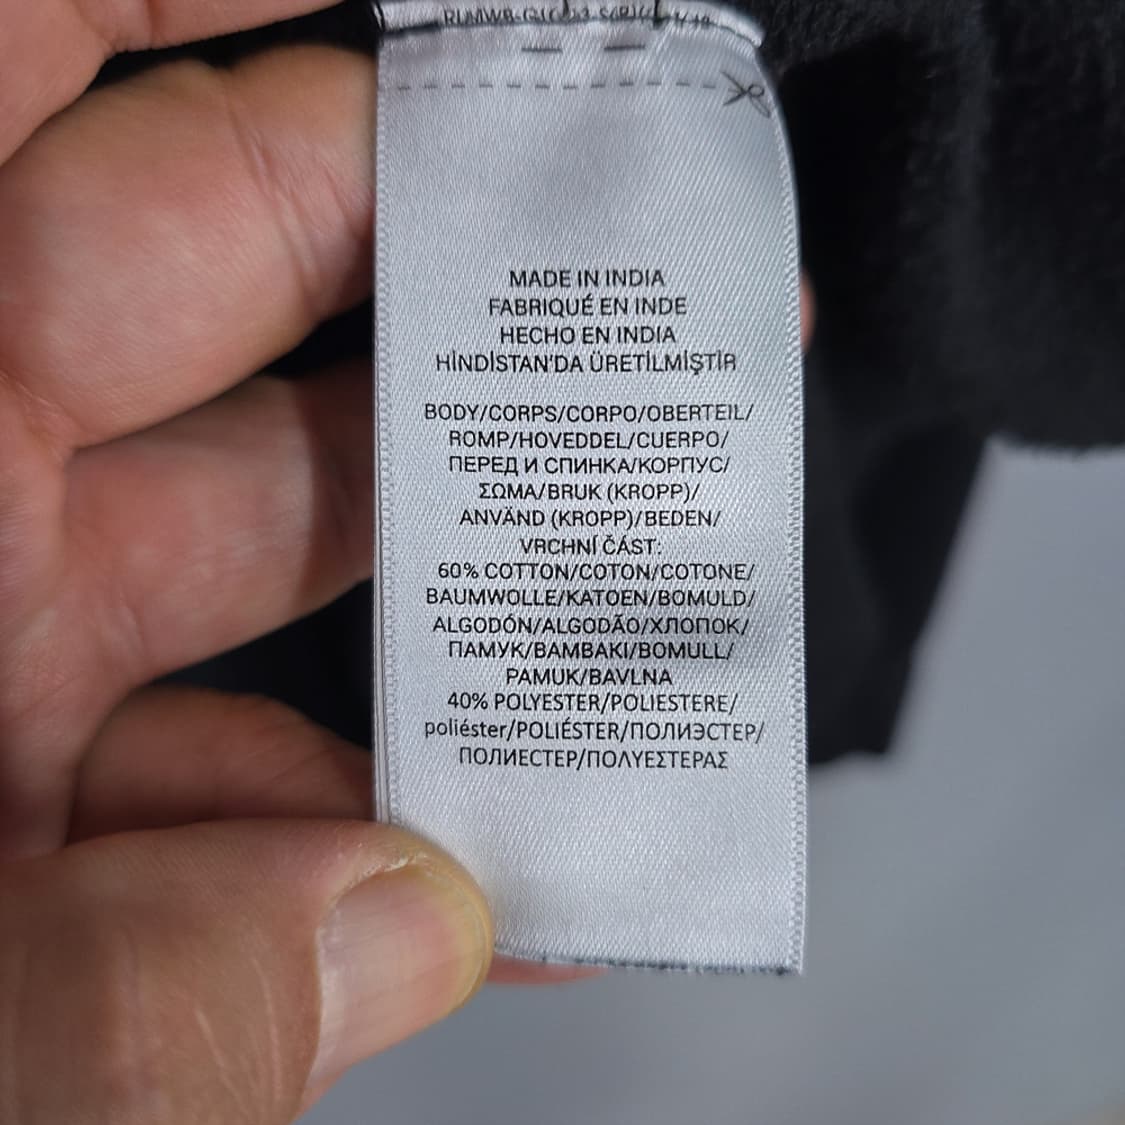 MADE IN INDIA
FABRIQUÉ EN INDE
HECHO EN INDIA
HİNDİSTAN'DA ÜRETİLMİŞTİR
BODY/CORPS/CORPO/OBERTEIL/
ROMP/HOVEDDEL/CUERPO/
ПЕРЕД И СПИНКА/КОРПУС/
ΣΩΜΑ/BRUK (KROPP)/
ANVÄND (KROPP)/BEDEN/
VRCHNÍ ČÁST:
60% COTTON/COTON/COTONE/
BAUMWOLLE/KATOEN/BOMULD/
ALGODÓN/ALGODÃO/ХЛОПОК/
ПАМУК/BAMBAKI/BOMULL/
PAMUK/BAVLNA
40% POLYESTER/POLIESTERE/
poliéster/POLIÉSTER/ПОЛИЭСТЕР/
ПОЛИЕСТЕР/ΠΟΛΥΕΣΤΕΡΑΣ